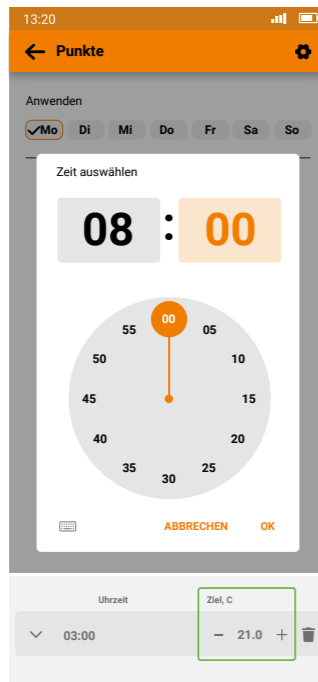 13:20
Punkte
Anwenden
Mo Di Mi Do Fr Sa So
Zeit auswählen
08 : 00
00
05
10
15
20
25
30
35
40
45
50
55
ABBRECHEN OK
Uhrzeit Ziel, C
03:00 − 21.0 +